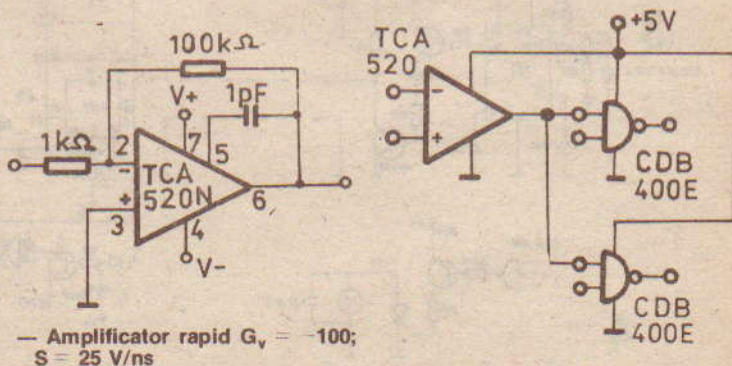 100kΩ
V+
1pF
1kΩ
2
-
7
5
TCA
520N
6
+
3
4
V-
— Amplificator rapid Gv = -100;
S = 25 V/ns
TCA
520
-
+
+5V
CDB
400E
CDB
400E